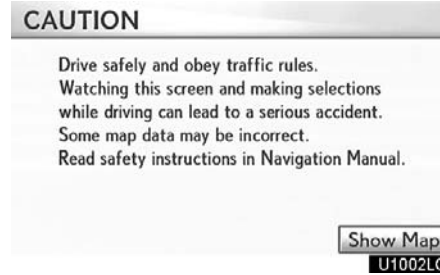 CAUTION
Drive safely and obey traffic rules.
Watching this screen and making selections
while driving can lead to a serious accident.
Some map data may be incorrect.
Read safety instructions in Navigation Manual.
Show Map